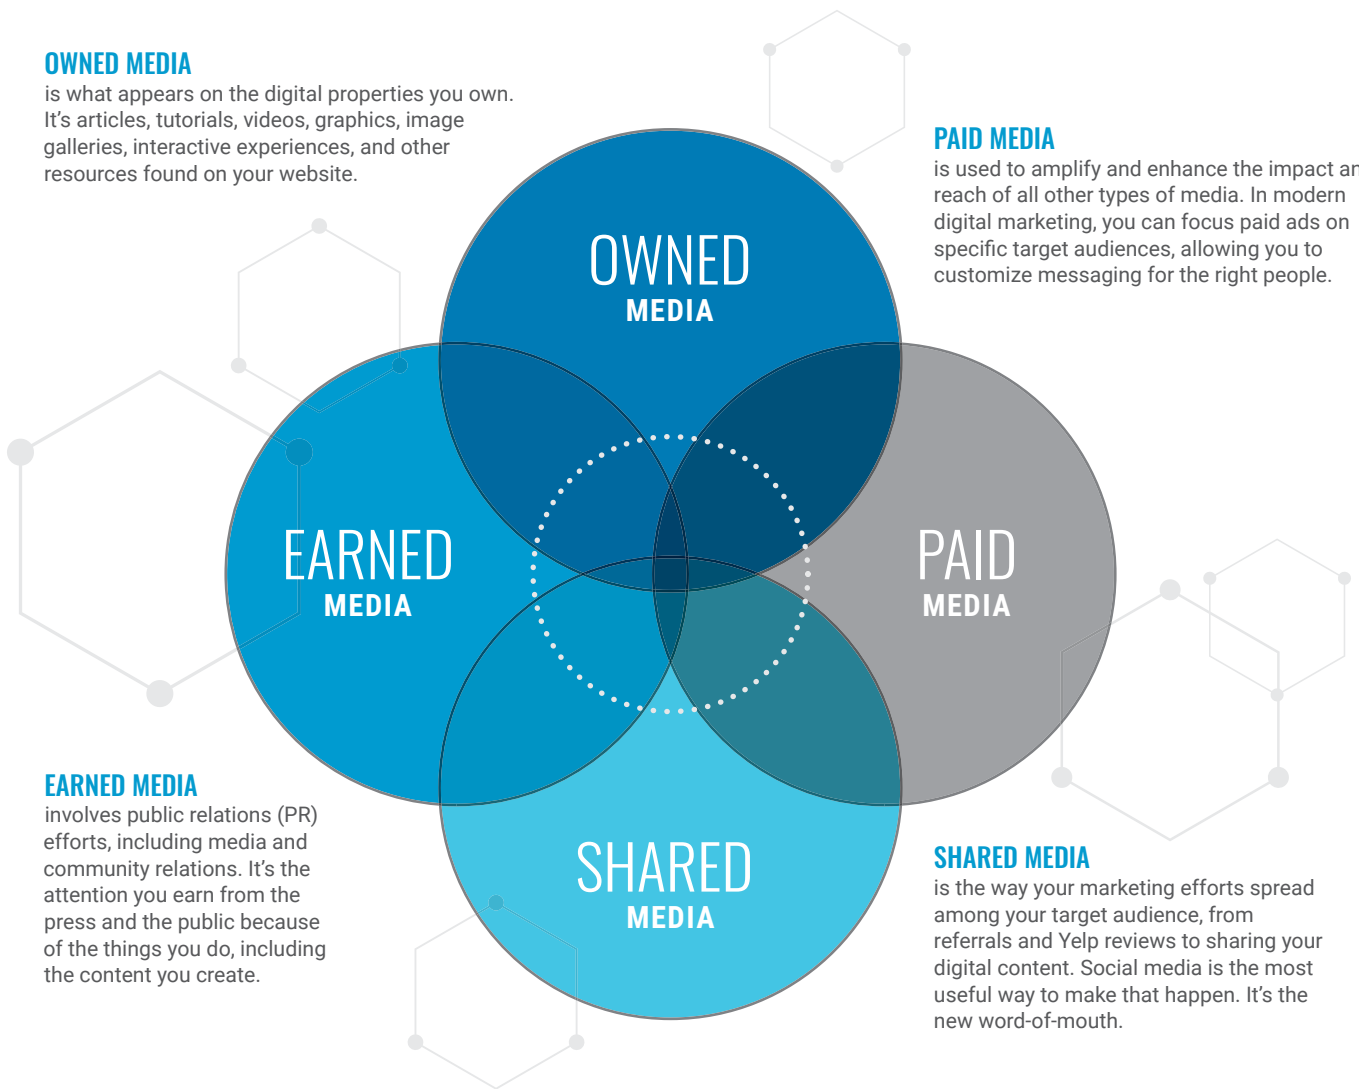 OWNED MEDIA
is what appears on the digital properties you own.
It’s articles, tutorials, videos, graphics, image
galleries, interactive experiences, and other
resources found on your website.
PAID MEDIA
is used to amplify and enhance the impact an
reach of all other types of media. In modern
digital marketing, you can focus paid ads on
specific target audiences, allowing you to
customize messaging for the right people.
OWNED
MEDIA
EARNED
MEDIA
PAID
MEDIA
SHARED
MEDIA
EARNED MEDIA
involves public relations (PR)
efforts, including media and
community relations. It’s the
attention you earn from the
press and the public because
of the things you do, including
the content you create.
SHARED MEDIA
is the way your marketing efforts spread
among your target audience, from
referrals and Yelp reviews to sharing your
digital content. Social media is the most
useful way to make that happen. It’s the
new word-of-mouth.